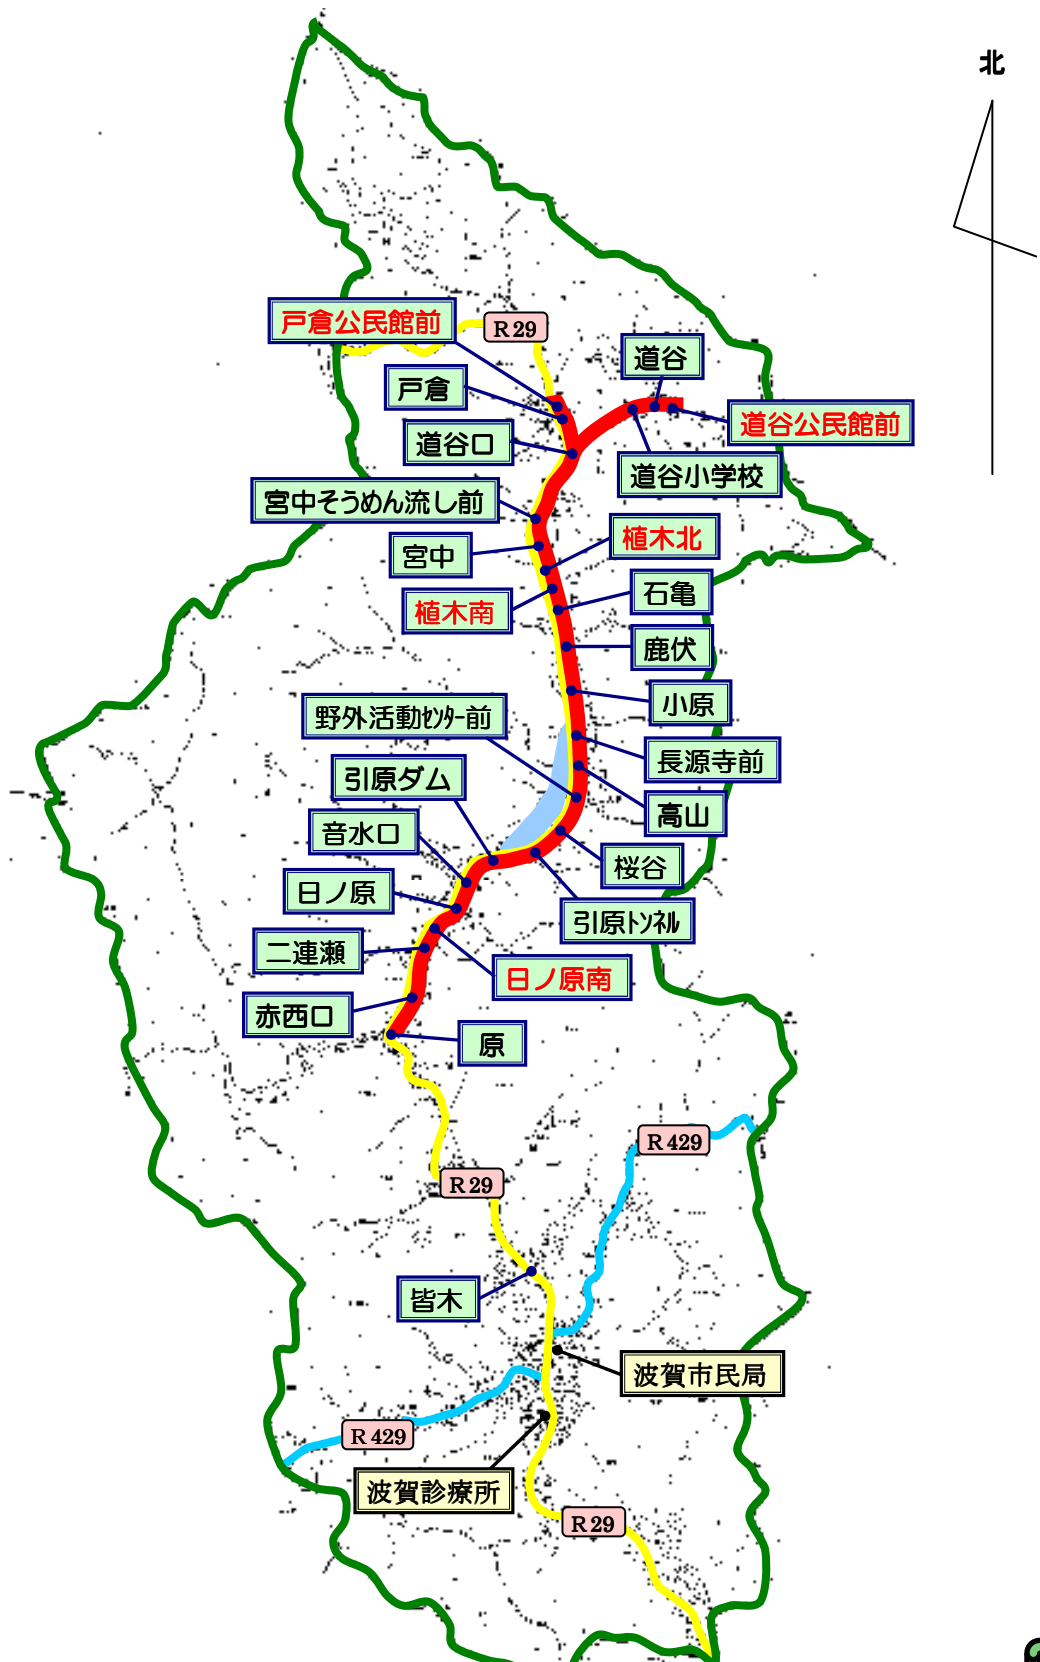 北
戸倉公民館前
R 29
道谷
戸倉
道谷公民館前
道谷口
道谷小学校
宮中そうめん流し前
植木北
宮中
石亀
植木南
鹿伏
小原
野外活動ｾﾝﾀｰ前
長源寺前
引原ダム
高山
音水口
桜谷
日ノ原
引原ﾄﾝﾈﾙ
二連瀬
日ノ原南
赤西口
原
R 429
R 29
皆木
波賀市民局
R 429
波賀診療所
R 29